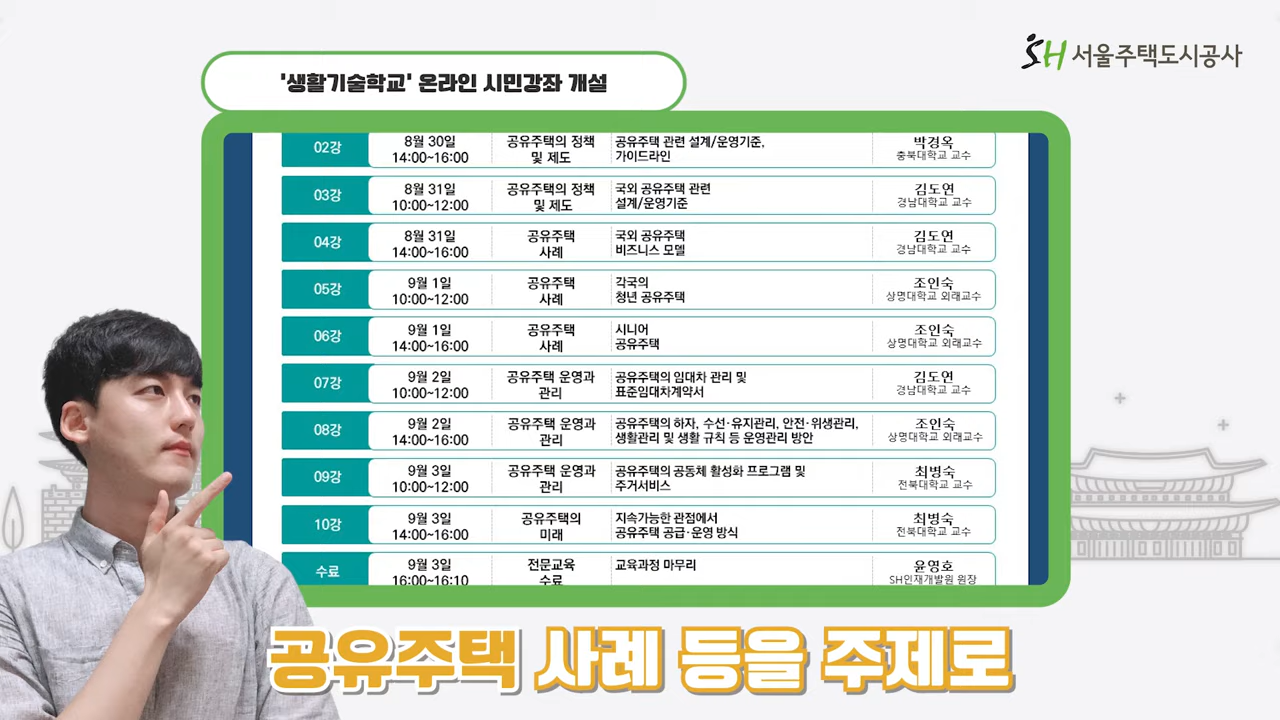 SH 서울주택도시공사
'생활기술학교' 온라인 시민강좌 개설
02강 8월 30일 14:00~16:00 공유주택의 정책 및 제도 공유주택 관련 설계/운영기준, 가이드라인 박경옥 충북대학교 교수
03강 8월 31일 10:00~12:00 공유주택의 정책 및 제도 국외 공유주택 관련 설계/운영기준 김도연 경남대학교 교수
04강 8월 31일 14:00~16:00 공유주택 사례 국외 공유주택 비즈니스 모델 김도연 경남대학교 교수
05강 9월 1일 10:00~12:00 공유주택 사례 각국의 청년 공유주택 조인숙 상명대학교 외래교수
06강 9월 1일 14:00~16:00 공유주택 사례 시니어 공유주택 조인숙 상명대학교 외래교수
07강 9월 2일 10:00~12:00 공유주택 운영과 관리 공유주택의 임대차 관리 및 표준임대차계약서 김도연 경남대학교 교수
08강 9월 2일 14:00~16:00 공유주택 운영과 관리 공유주택의 하자, 수선·유지관리, 안전·위생관리, 생활관리 및 생활 규칙 등 운영관리 방안 조인숙 상명대학교 외래교수
09강 9월 3일 10:00~12:00 공유주택 운영과 관리 공유주택의 공동체 활성화 프로그램 및 주거서비스 최병숙 전북대학교 교수
10강 9월 3일 14:00~16:00 공유주택의 미래 지속가능한 관점에서 공유주택 공급·운영 방식 최병숙 전북대학교 교수
수료 9월 3일 16:00~16:10 전문교육 수료 교육과정 마무리 윤영호 SH인재개발원 원장
공유주택 사례 등을 주제로